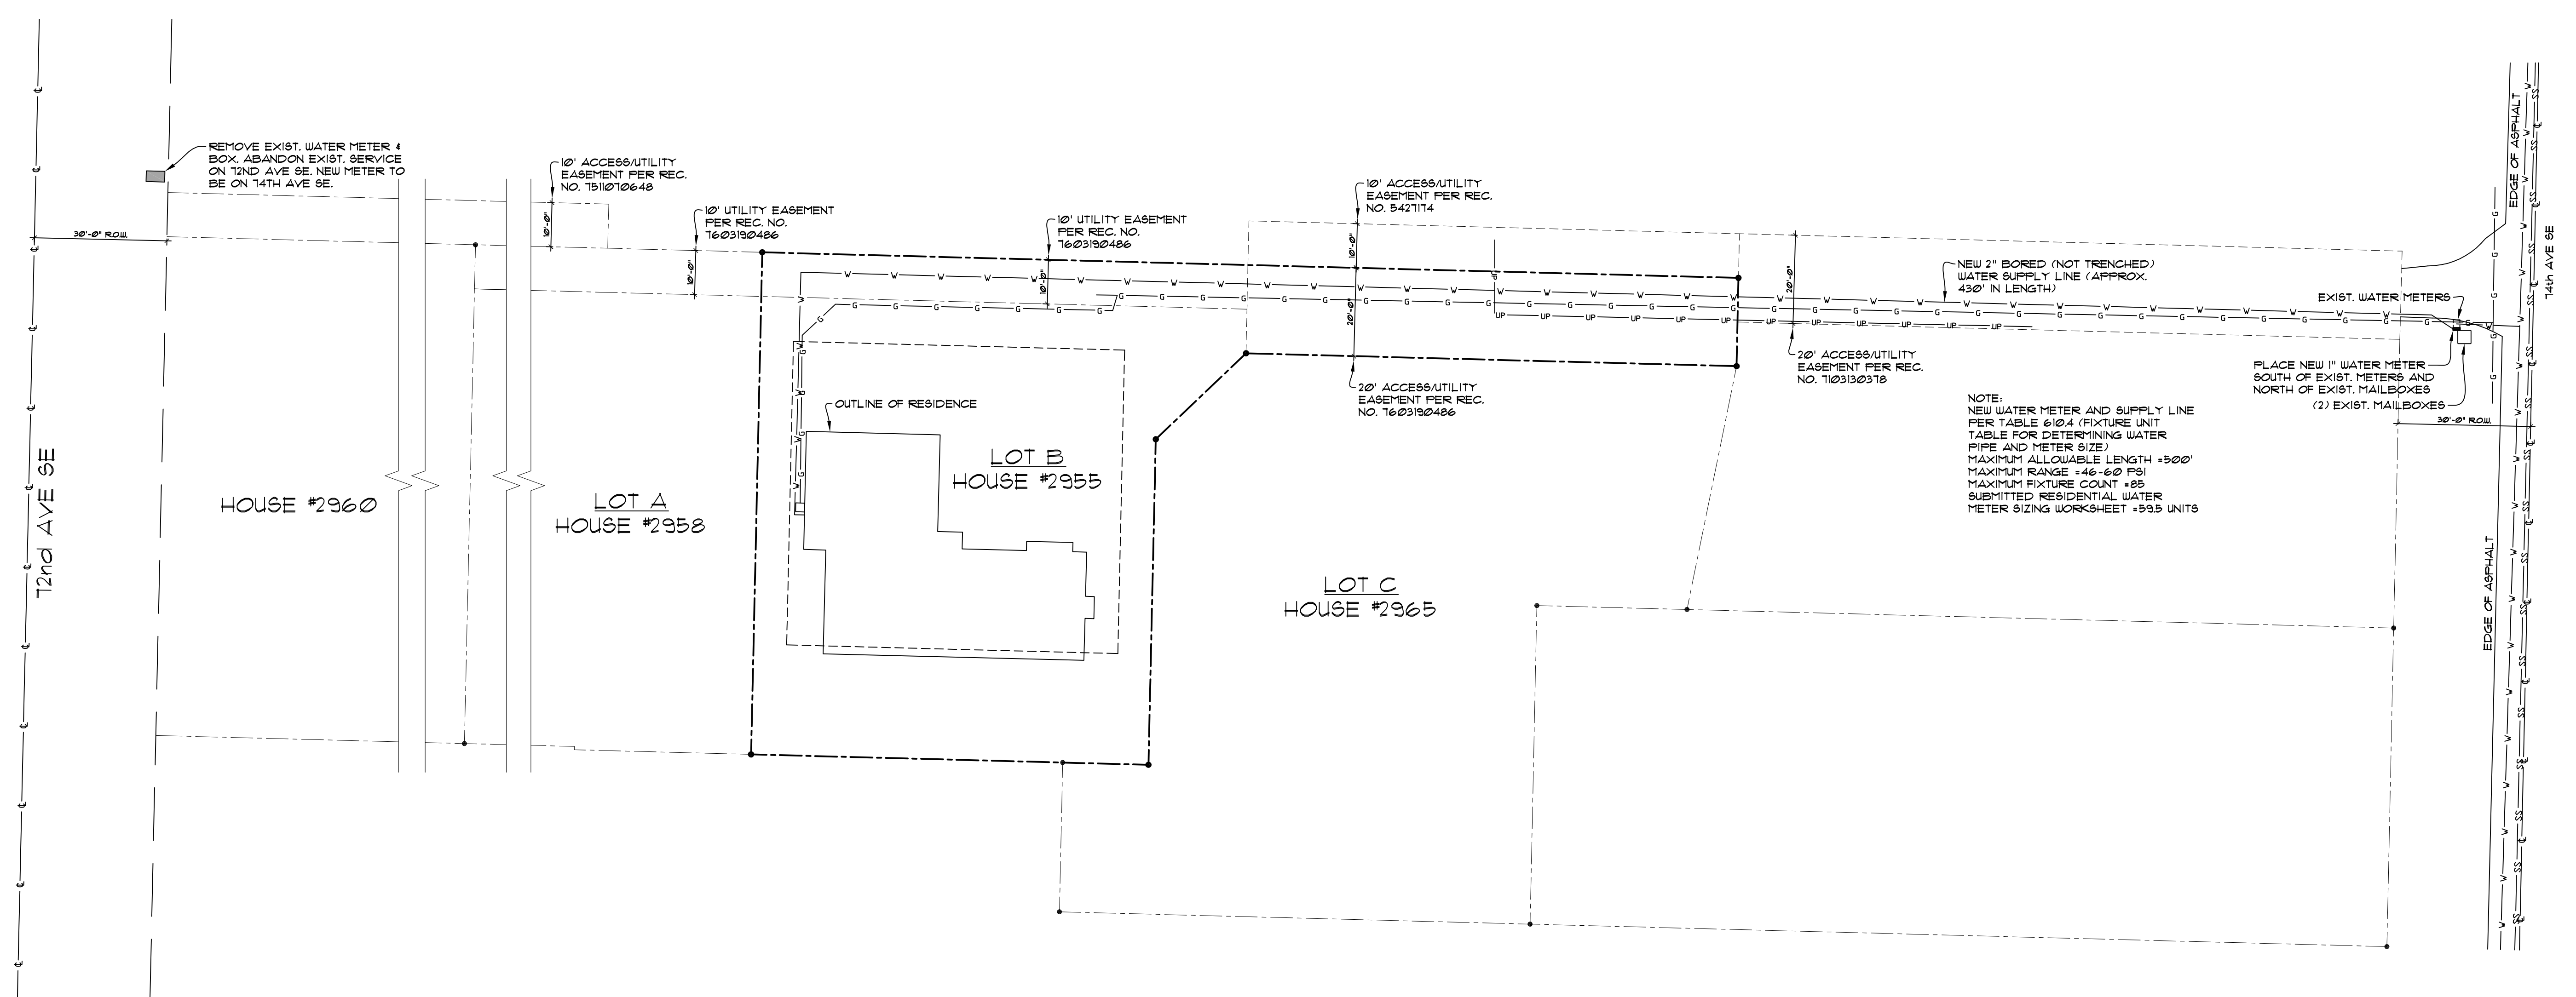 REMOVE EXIST. WATER METER &
BOX. ABANDON EXIST. SERVICE
ON 72ND AVE SE. NEW METER TO
BE ON 74TH AVE SE.
30'-0" R.O.W.
72nd AVE SE
HOUSE #2960
10' ACCESS/UTILITY
EASEMENT PER REC.
NO. 7511070648
10'-0"
10' UTILITY EASEMENT
PER REC. NO.
7603190486
10'-0"
LOT A
HOUSE #2958
10' UTILITY EASEMENT
PER REC. NO.
7603190486
10'-0"
OUTLINE OF RESIDENCE
LOT B
HOUSE #2955
10' ACCESS/UTILITY
EASEMENT PER REC.
NO. 5427174
10'-0"
20'-0"
20' ACCESS/UTILITY
EASEMENT PER REC.
NO. 7603190486
LOT C
HOUSE #2965
20'-0"
20' ACCESS/UTILITY
EASEMENT PER REC.
NO. 7103130378
NEW 2" BORED (NOT TRENCHED)
WATER SUPPLY LINE (APPROX.
430' IN LENGTH)
NOTE:
NEW WATER METER AND SUPPLY LINE
PER TABLE 610.4 (FIXTURE UNIT
TABLE FOR DETERMINING WATER
PIPE AND METER SIZE)
MAXIMUM ALLOWABLE LENGTH =500'
MAXIMUM RANGE =46-60 PSI
MAXIMUM FIXTURE COUNT =85
SUBMITTED RESIDENTIAL WATER
METER SIZING WORKSHEET =59.5 UNITS
EXIST. WATER METERS
PLACE NEW 1" WATER METER
SOUTH OF EXIST. METERS AND
NORTH OF EXIST. MAILBOXES
(2) EXIST. MAILBOXES
30'-0" R.O.W.
EDGE OF ASPHALT
EDGE OF ASPHALT
74th AVE SE
W
G
UP
SS